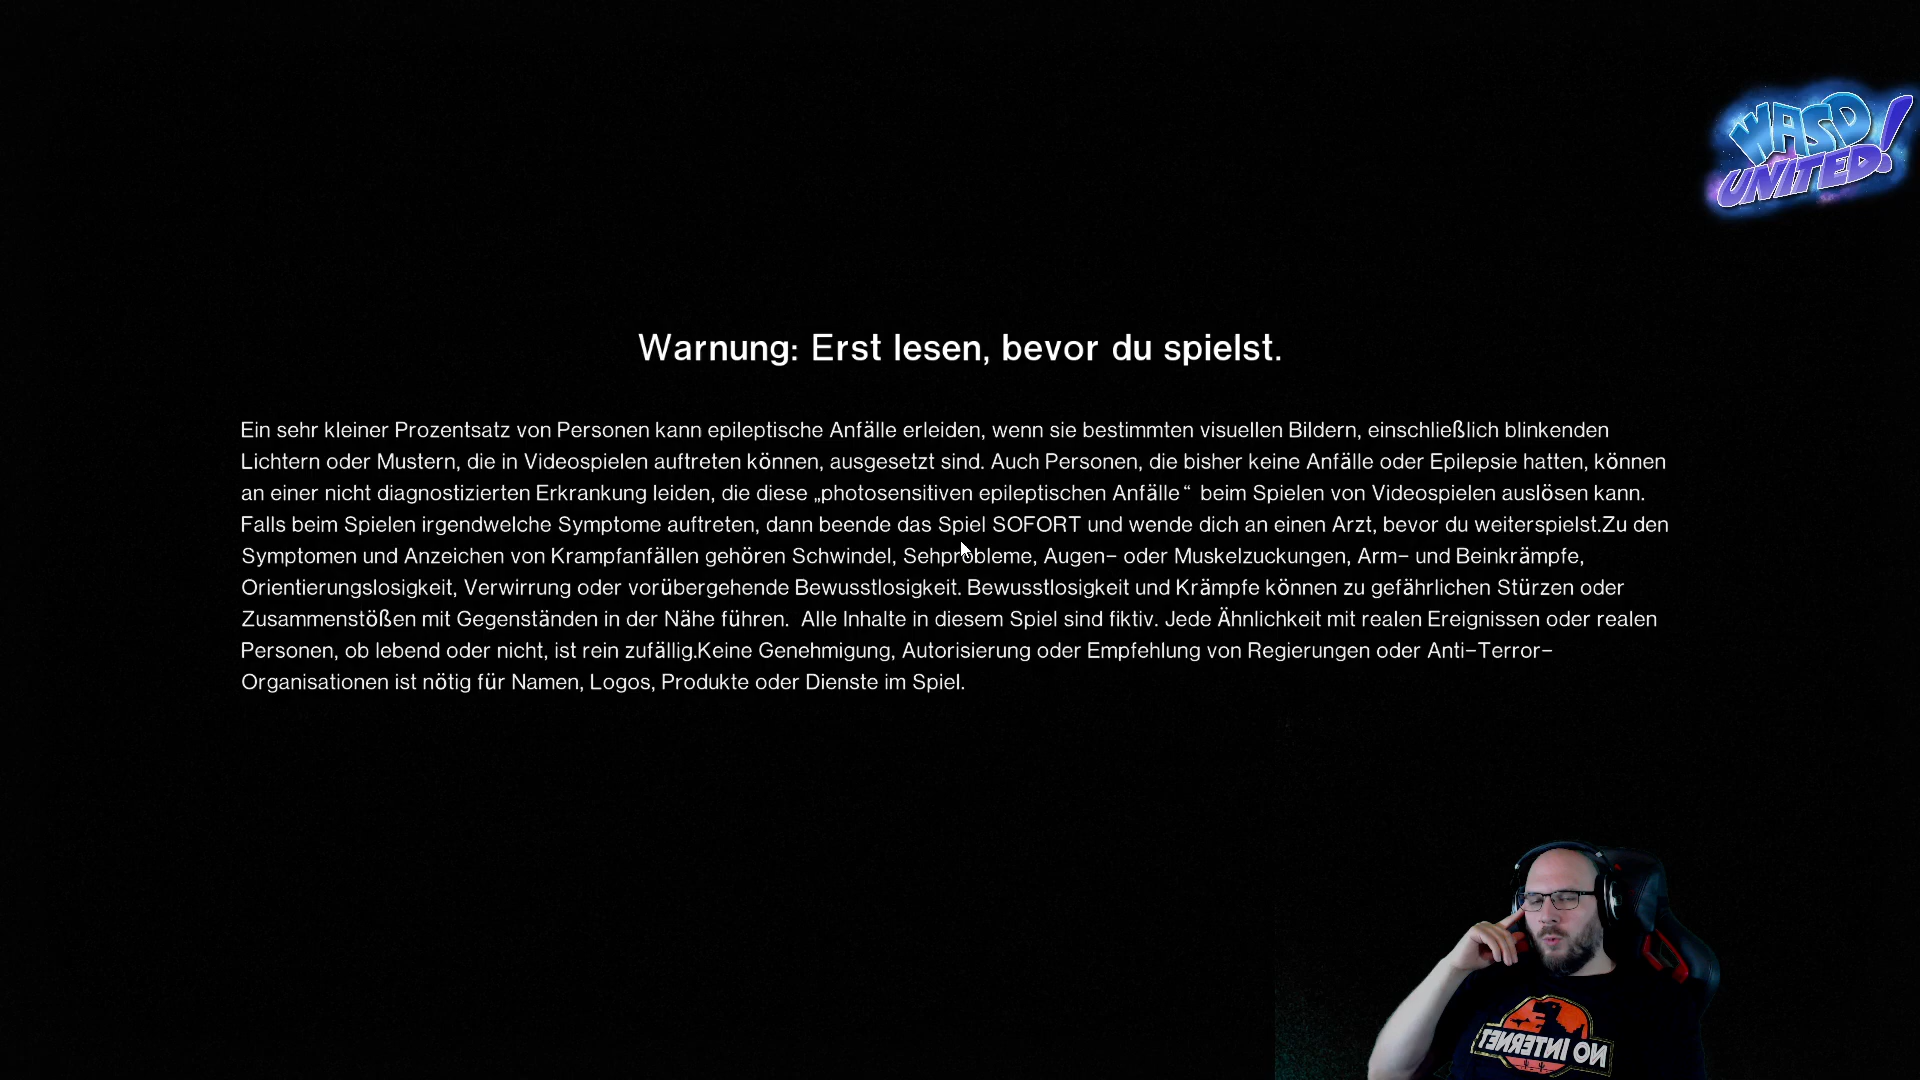 WASD
UNITED!
Warnung: Erst lesen, bevor du spielst.
Ein sehr kleiner Prozentsatz von Personen kann epileptische Anfälle erleiden, wenn sie bestimmten visuellen Bildern, einschließlich blinkenden
Lichtern oder Mustern, die in Videospielen auftreten können, ausgesetzt sind. Auch Personen, die bisher keine Anfälle oder Epilepsie hatten, können
an einer nicht diagnostizierten Erkrankung leiden, die diese „photosensitiven epileptischen Anfälle“ beim Spielen von Videospielen auslösen kann.
Falls beim Spielen irgendwelche Symptome auftreten, dann beende das Spiel SOFORT und wende dich an einen Arzt, bevor du weiterspielst.Zu den
Symptomen und Anzeichen von Krampfanfällen gehören Schwindel, Sehprobleme, Augen- oder Muskelzuckungen, Arm- und Beinkrämpfe,
Orientierungslosigkeit, Verwirrung oder vorübergehende Bewusstlosigkeit. Bewusstlosigkeit und Krämpfe können zu gefährlichen Stürzen oder
Zusammenstößen mit Gegenständen in der Nähe führen.  Alle Inhalte in diesem Spiel sind fiktiv. Jede Ähnlichkeit mit realen Ereignissen oder realen
Personen, ob lebend oder nicht, ist rein zufällig.Keine Genehmigung, Autorisierung oder Empfehlung von Regierungen oder Anti-Terror-
Organisationen ist nötig für Namen, Logos, Produkte oder Dienste im Spiel.
NO INTERNET